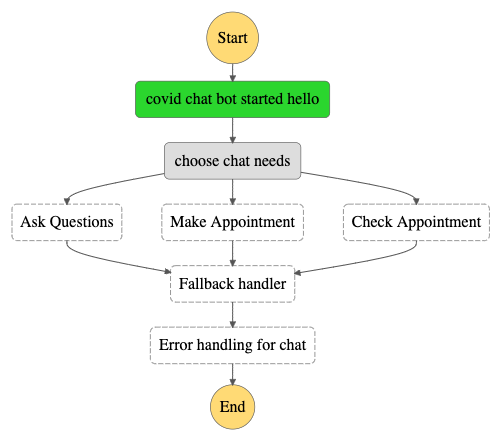 Start
covid chat bot started hello
choose chat needs
Ask Questions
Make Appointment
Check Appointment
Fallback handler
Error handling for chat
End